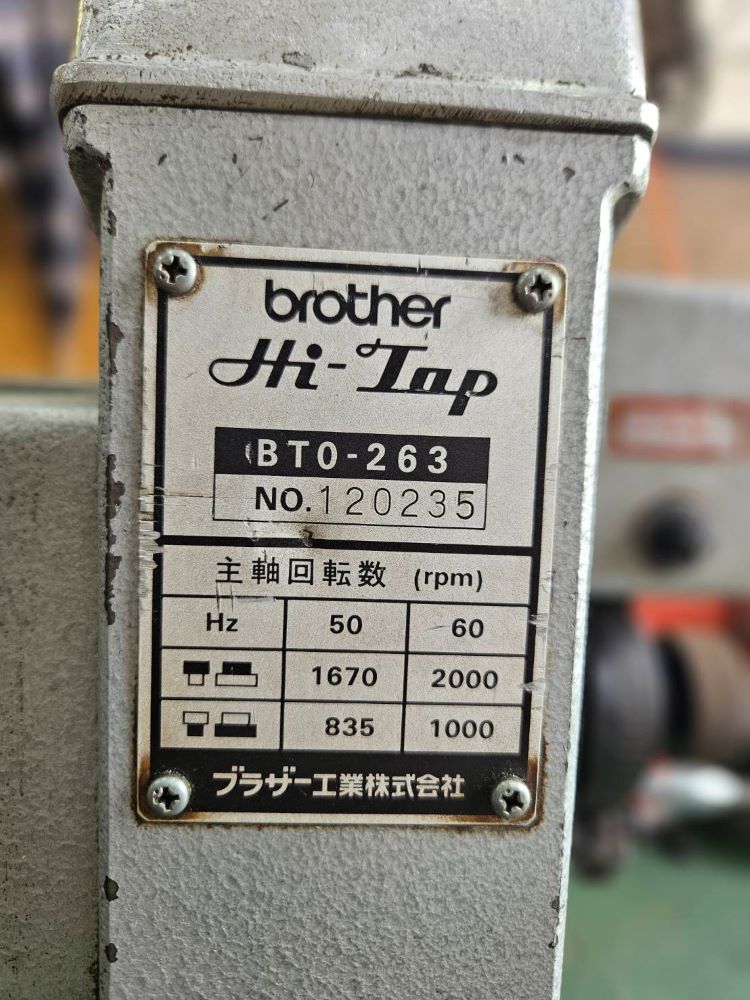 brother
Hi-Tap
BT0-263
NO.120235
主軸回転数 (rpm)
Hz 50 60
1670 2000
835 1000
ブラザー工業株式会社